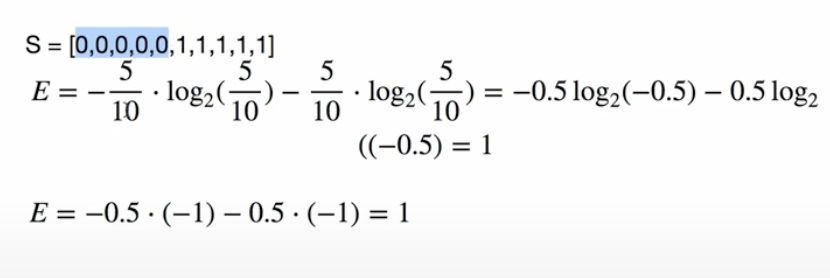 S = [0,0,0,0,0,1,1,1,1,1]
E = −5/10 · log₂(5/10) − 5/10 · log₂(5/10) = −0.5 log₂(−0.5) − 0.5 log₂
((−0.5) = 1
E = −0.5 · (−1) − 0.5 · (−1) = 1